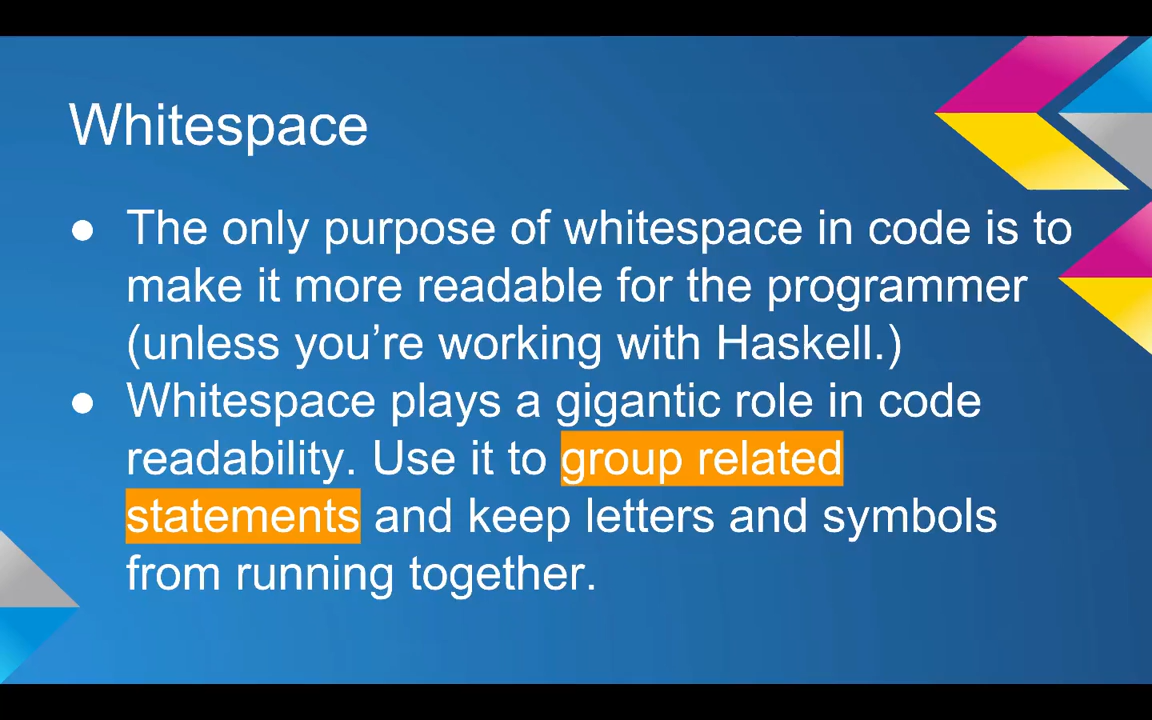 Whitespace
● The only purpose of whitespace in code is to
make it more readable for the programmer
(unless you’re working with Haskell.)
● Whitespace plays a gigantic role in code
readability. Use it to group related
statements and keep letters and symbols
from running together.